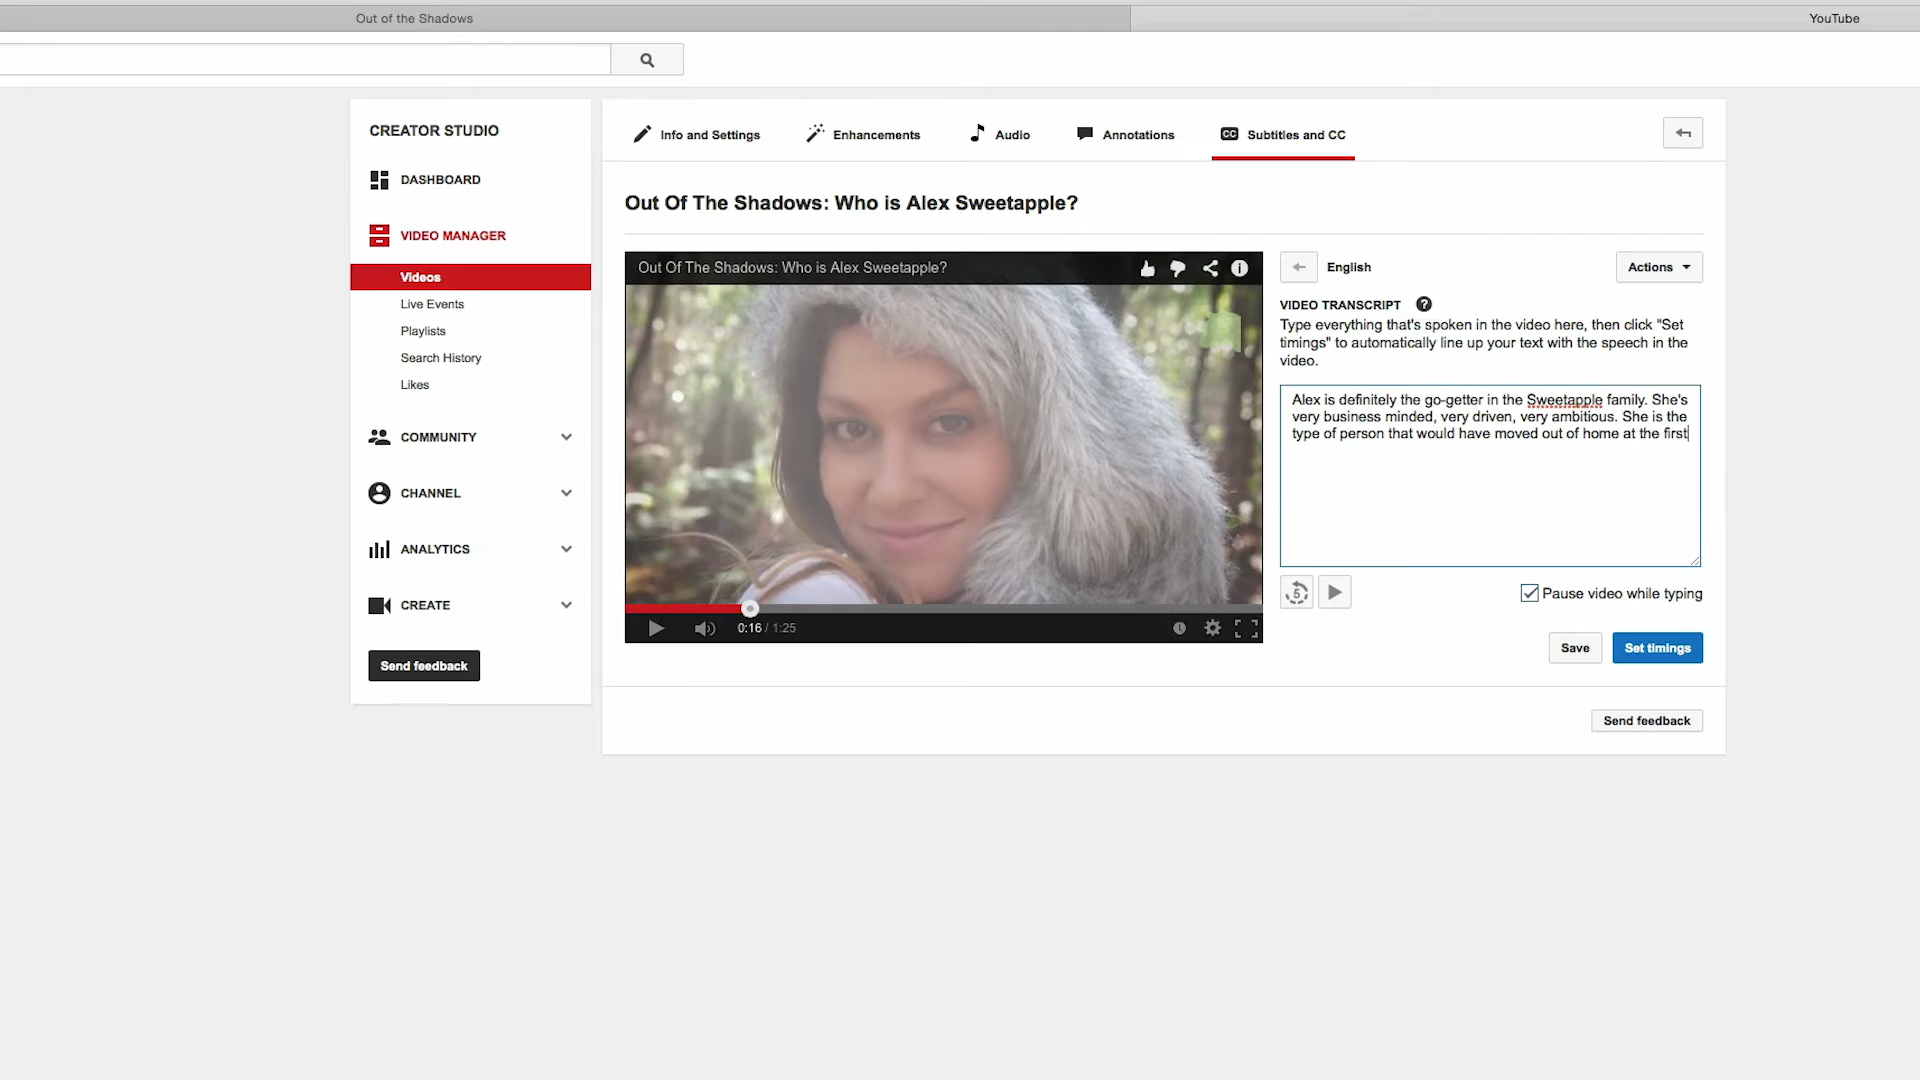 Out of the Shadows
YouTube
CREATOR STUDIO
DASHBOARD
VIDEO MANAGER
Videos
Live Events
Playlists
Search History
Likes
COMMUNITY
CHANNEL
ANALYTICS
CREATE
Send feedback
Info and Settings
Enhancements
Audio
Annotations
CC Subtitles and CC
Out Of The Shadows: Who is Alex Sweetapple?
Out Of The Shadows: Who is Alex Sweetapple?
0:16 / 1:25
English
Actions
VIDEO TRANSCRIPT ?
Type everything that's spoken in the video here, then click "Set
timings" to automatically line up your text with the speech in the
video.
Alex is definitely the go-getter in the Sweetapple family. She's
very business minded, very driven, very ambitious. She is the
type of person that would have moved out of home at the first
5
Pause video while typing
Save
Set timings
Send feedback